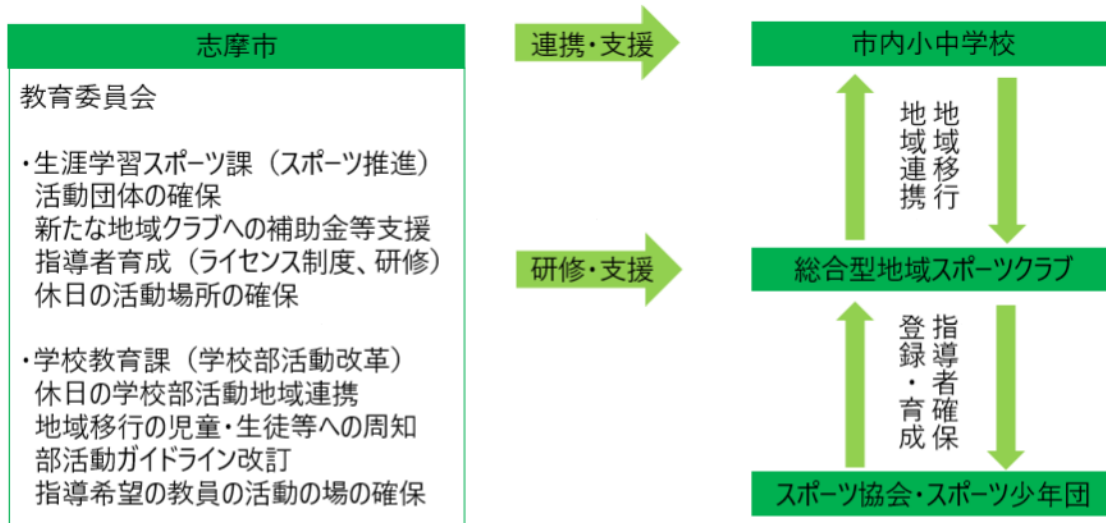 志摩市
教育委員会
・生涯学習スポーツ課（スポーツ推進）
活動団体の確保
新たな地域クラブへの補助金等支援
指導者育成（ライセンス制度、研修）
休日の活動場所の確保
・学校教育課（学校部活動改革）
休日の学校部活動地域連携
地域移行の児童・生徒等への周知
部活動ガイドライン改訂
指導希望の教員の活動の場の確保
連携・支援
研修・支援
市内小中学校
地域移行
地域連携
総合型地域スポーツクラブ
指導者確保
登録・育成
スポーツ協会・スポーツ少年団